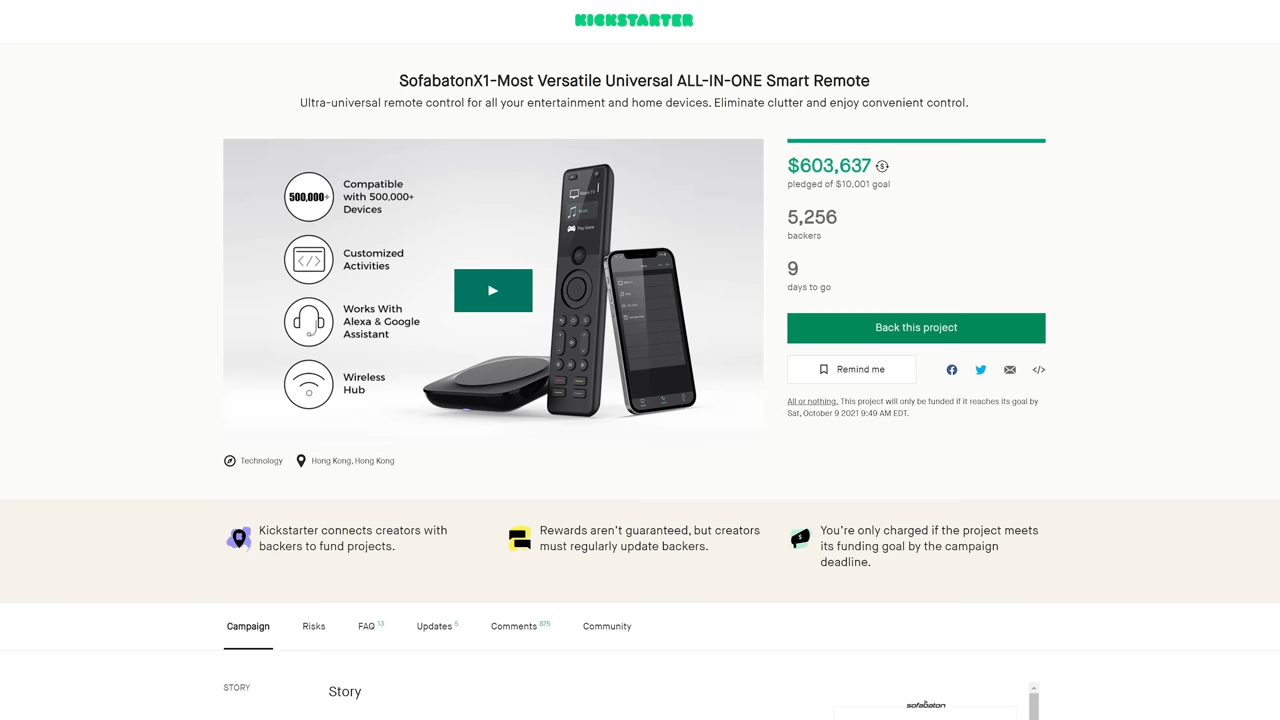 KICKSTARTER
SofabatonX1-Most Versatile Universal ALL-IN-ONE Smart Remote
Ultra-universal remote control for all your entertainment and home devices. Eliminate clutter and enjoy convenient control.
500,000+
Compatible
with 500,000+
Devices
</>
Customized
Activities
Works With
Alexa & Google
Assistant
Wireless
Hub
Watch TV
Music
Play Game
$603,637
pledged of $10,001 goal
5,256
backers
9
days to go
Back this project
Remind me
</>
All or nothing. This project will only be funded if it reaches its goal by
Sat, October 9 2021 9:49 AM EDT.
Technology
Hong Kong, Hong Kong
Kickstarter connects creators with
backers to fund projects.
Rewards aren't guaranteed, but creators
must regularly update backers.
You're only charged if the project meets
its funding goal by the campaign
deadline.
Campaign
Risks
FAQ 13
Updates 5
Comments 875
Community
STORY
Story
sofabaton